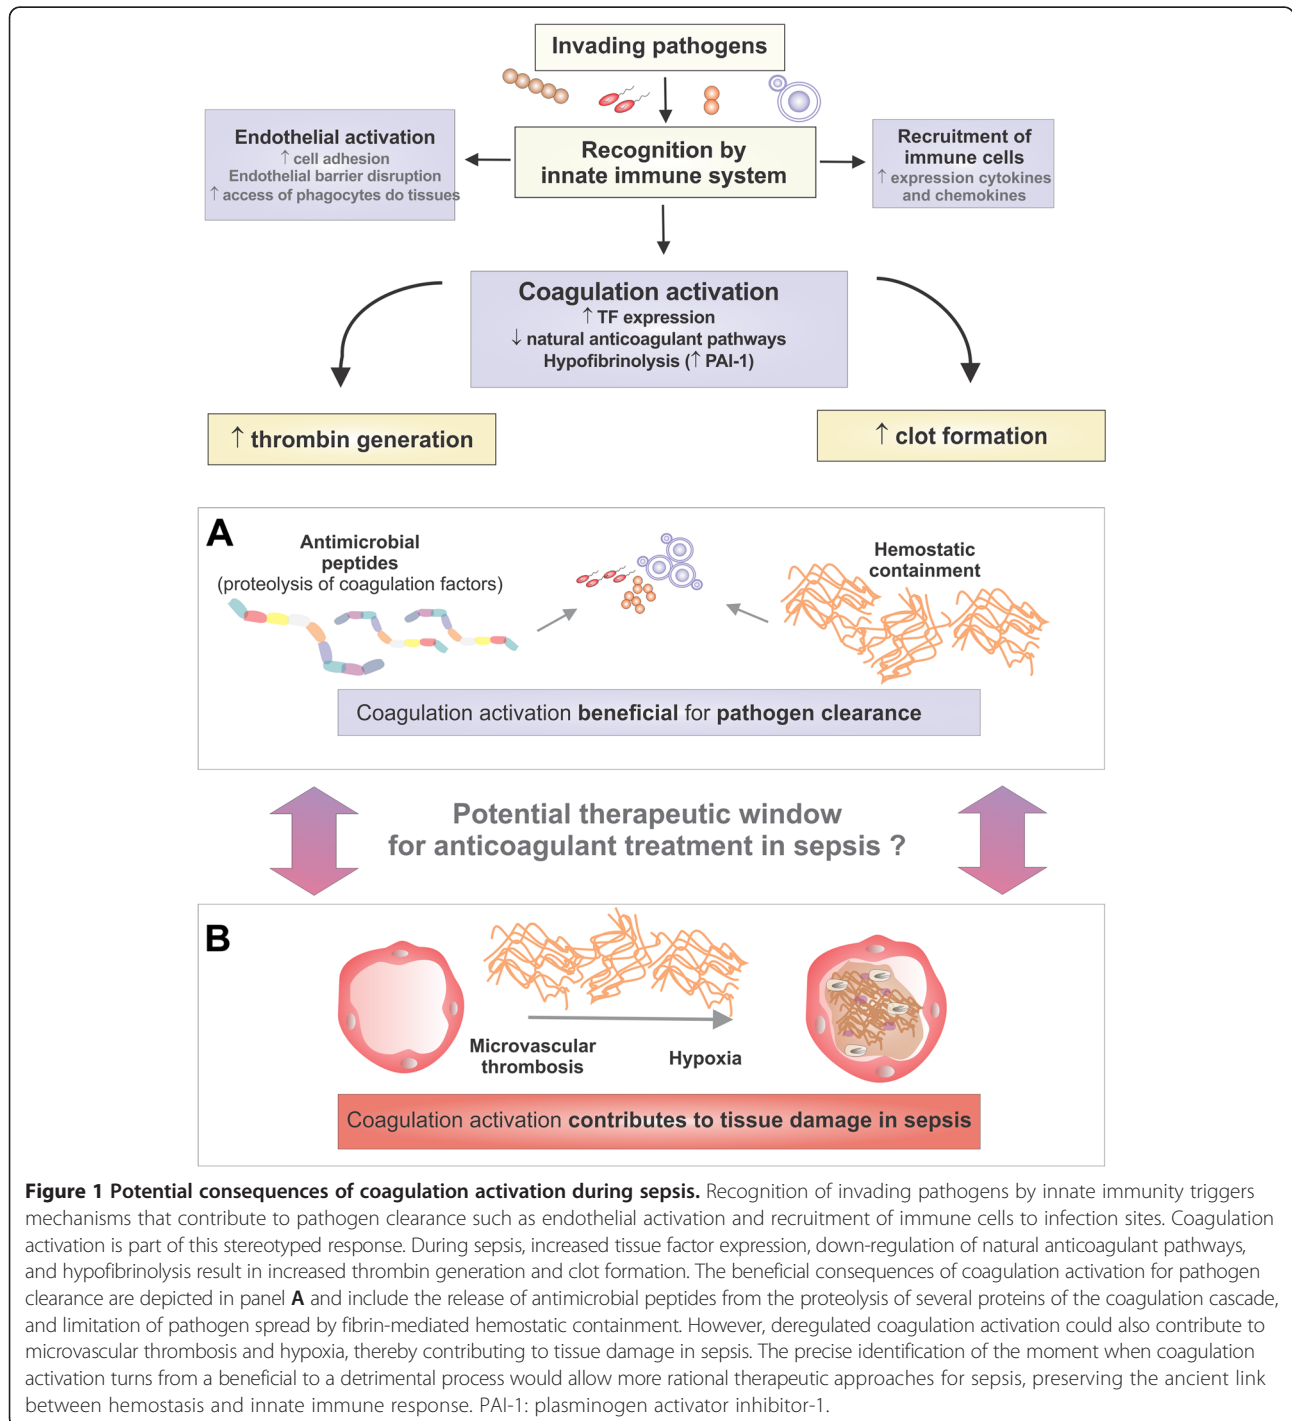 Invading pathogens
Endothelial activation
↑ cell adhesion
Endothelial barrier disruption
↑ access of phagocytes do tissues
Recognition by
innate immune system
Recruitment of
immune cells
↑ expression cytokines
and chemokines
Coagulation activation
↑ TF expression
↓ natural anticoagulant pathways
Hypofibrinolysis (↑ PAI-1)
↑ thrombin generation
↑ clot formation
A
Antimicrobial
peptides
(proteolysis of coagulation factors)
Hemostatic
containment
Coagulation activation beneficial for pathogen clearance
Potential therapeutic window
for anticoagulant treatment in sepsis ?
B
Microvascular
thrombosis
Hypoxia
Coagulation activation contributes to tissue damage in sepsis
Figure 1 Potential consequences of coagulation activation during sepsis. Recognition of invading pathogens by innate immunity triggers
mechanisms that contribute to pathogen clearance such as endothelial activation and recruitment of immune cells to infection sites. Coagulation
activation is part of this stereotyped response. During sepsis, increased tissue factor expression, down-regulation of natural anticoagulant pathways,
and hypofibrinolysis result in increased thrombin generation and clot formation. The beneficial consequences of coagulation activation for pathogen
clearance are depicted in panel A and include the release of antimicrobial peptides from the proteolysis of several proteins of the coagulation cascade,
and limitation of pathogen spread by fibrin-mediated hemostatic containment. However, deregulated coagulation activation could also contribute to
microvascular thrombosis and hypoxia, thereby contributing to tissue damage in sepsis. The precise identification of the moment when coagulation
activation turns from a beneficial to a detrimental process would allow more rational therapeutic approaches for sepsis, preserving the ancient link
between hemostasis and innate immune response. PAI-1: plasminogen activator inhibitor-1.